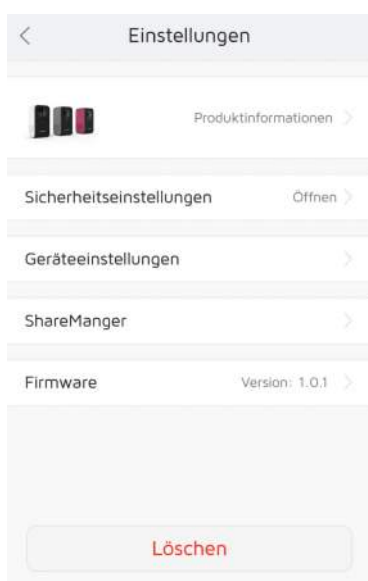 Einstellungen
Produktinformationen
Sicherheitseinstellungen Öffnen
Geräteeinstellungen
ShareManger
Firmware Version: 1.0.1
Löschen